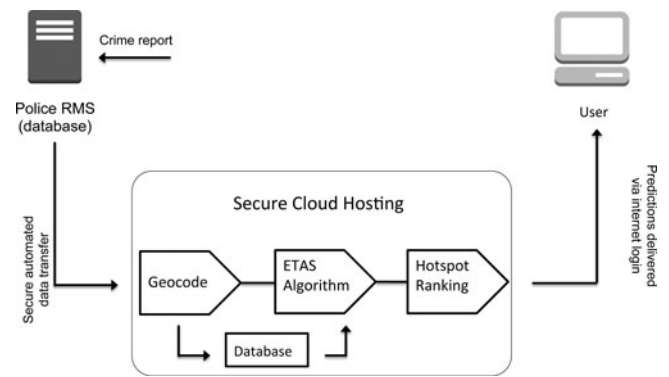 Crime report
Police RMS
(database)
User
Secure automated
data transfer
Secure Cloud Hosting
Geocode
ETAS
Algorithm
Hotspot
Ranking
Database
Predictions delivered
via internet login